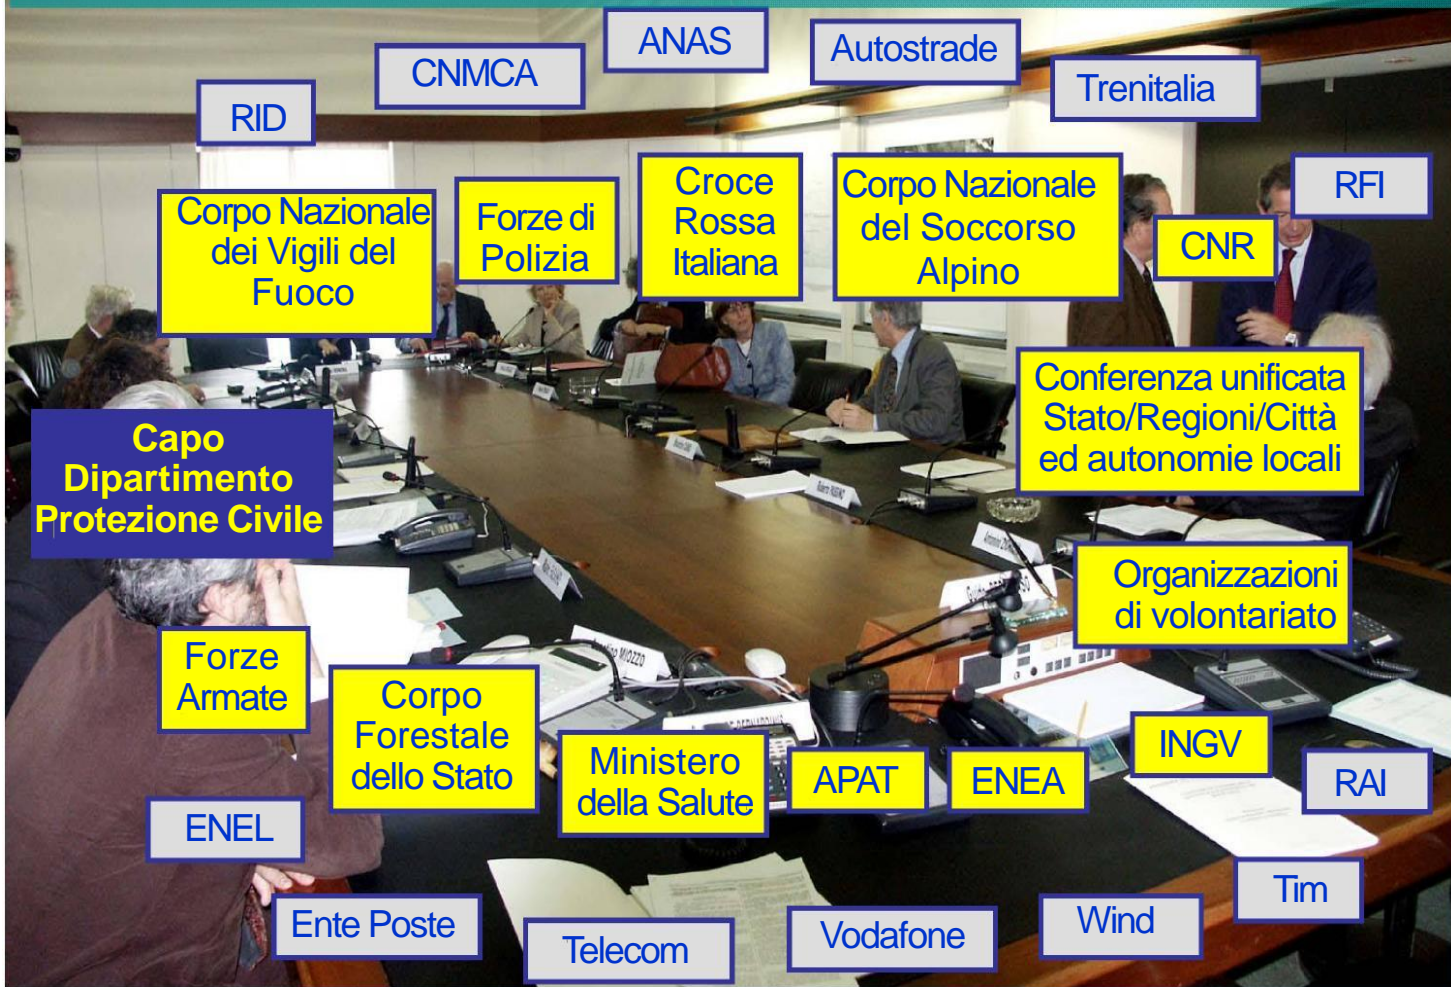 ANAS
Autostrade
CNMCA
Trenitalia
RID
Corpo Nazionale
dei Vigili del
Fuoco
Forze di
Polizia
Croce
Rossa
Italiana
Corpo Nazionale
del Soccorso
Alpino
CNR
RFI
Conferenza unificata
Stato/Regioni/Città
ed autonomie locali
Capo
Dipartimento
Protezione Civile
Organizzazioni
di volontariato
Forze
Armate
Corpo
Forestale
dello Stato
MIOZZO
Ministero
della Salute
APAT
ENEA
INGV
RAI
ENEL
Ente Poste
Telecom
Vodafone
Wind
Tim